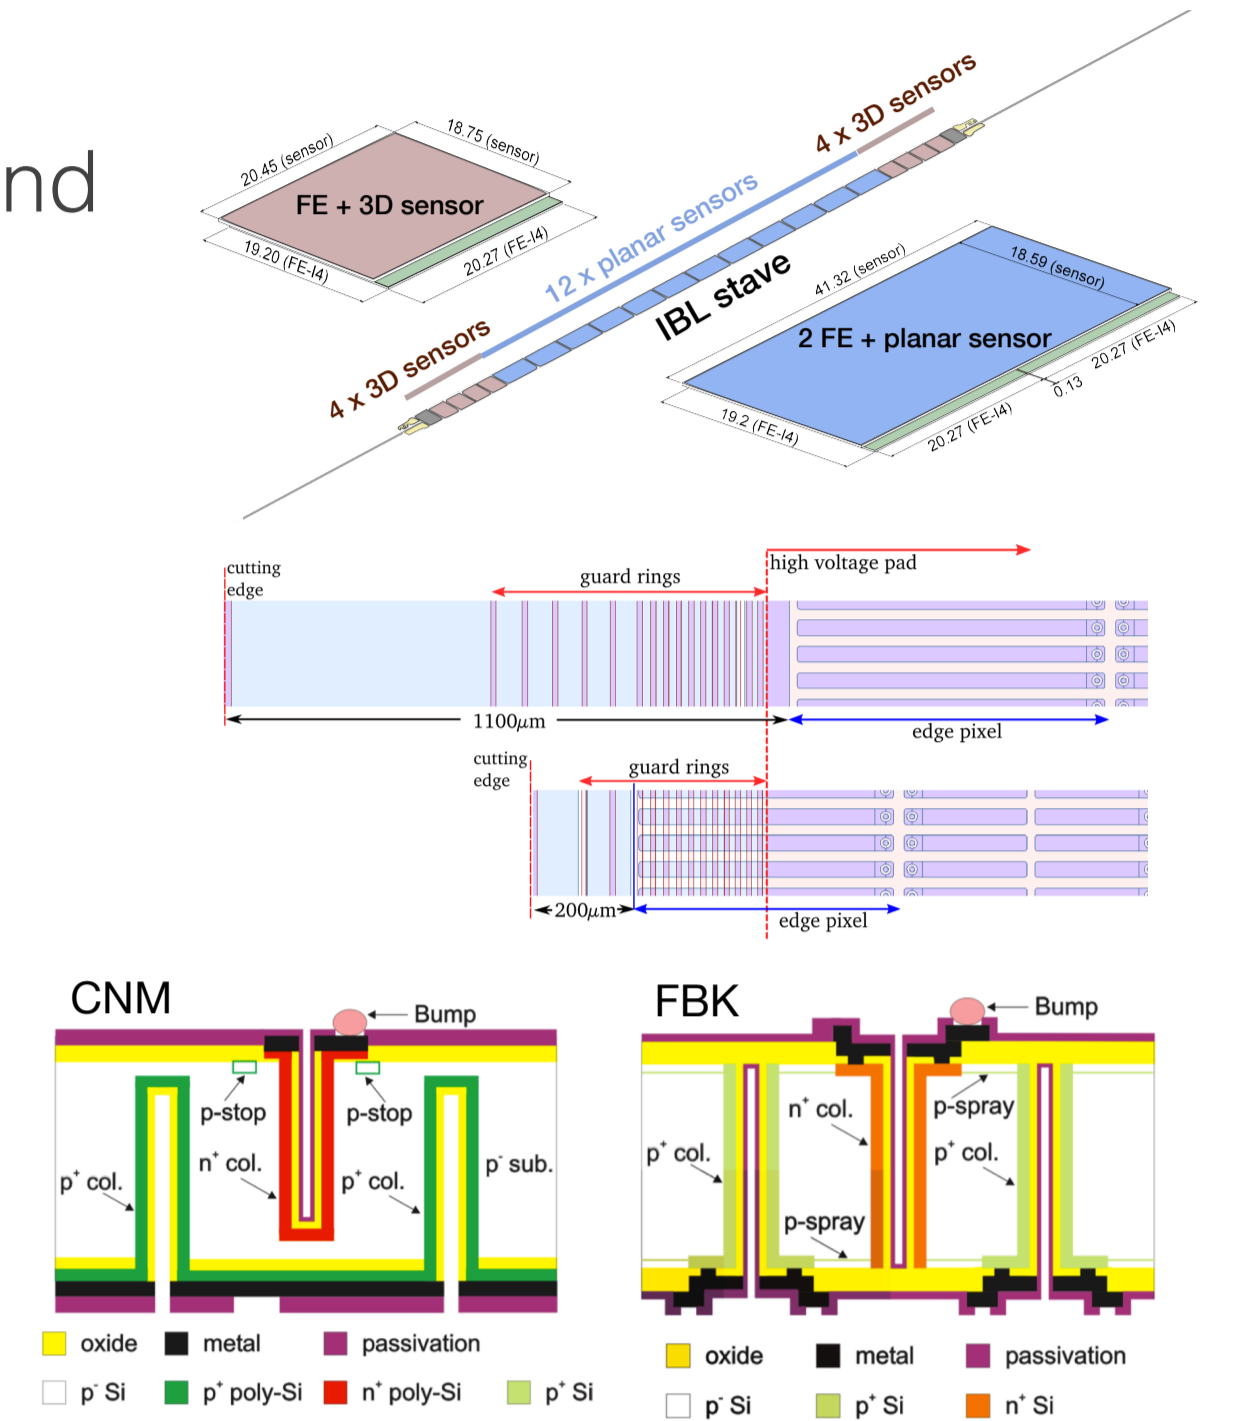 nd
20.45 (sensor)
18.75 (sensor)
FE + 3D sensor
19.20 (FE-I4)
20.27 (FE-I4)
4 x 3D sensors
12 x planar sensors
IBL stave
4 x 3D sensors
41.32 (sensor)
18.59 (sensor)
2 FE + planar sensor
19.2 (FE-I4)
20.27 (FE-I4)
0.13
20.27 (FE-I4)
cutting
edge
guard rings
high voltage pad
1100μm
edge pixel
cutting
edge
guard rings
200μm
edge pixel
CNM
Bump
p-stop
p-stop
p⁺ col.
n⁺ col.
p⁺ col.
p⁻ sub.
oxide
metal
passivation
p⁻ Si
p⁺ poly-Si
n⁺ poly-Si
p⁺ Si
FBK
Bump
n⁺ col.
p-spray
p⁺ col.
p⁺ col.
p-spray
oxide
metal
passivation
p⁻ Si
p⁺ Si
n⁺ Si